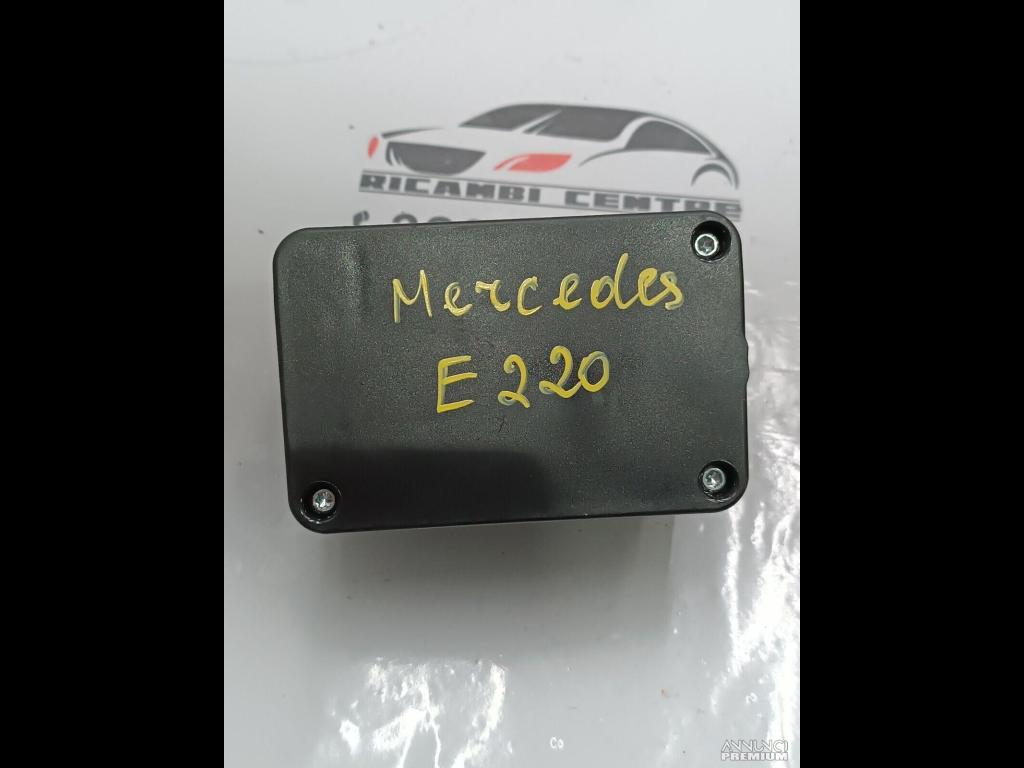 RICAMBI CENTRE
Mercedes
E220
ANNUNCI
PREMIUM